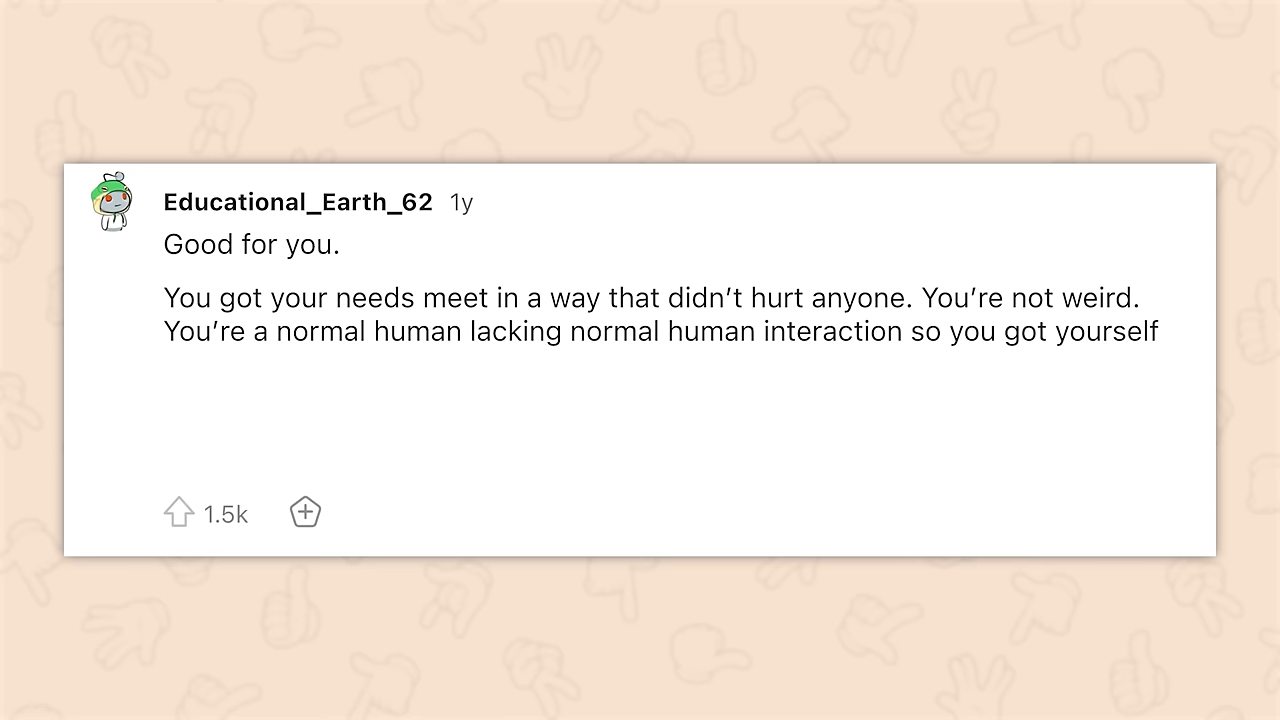 Educational_Earth_62 1y
Good for you.
You got your needs meet in a way that didn’t hurt anyone. You’re not weird.
You’re a normal human lacking normal human interaction so you got yourself
1.5k